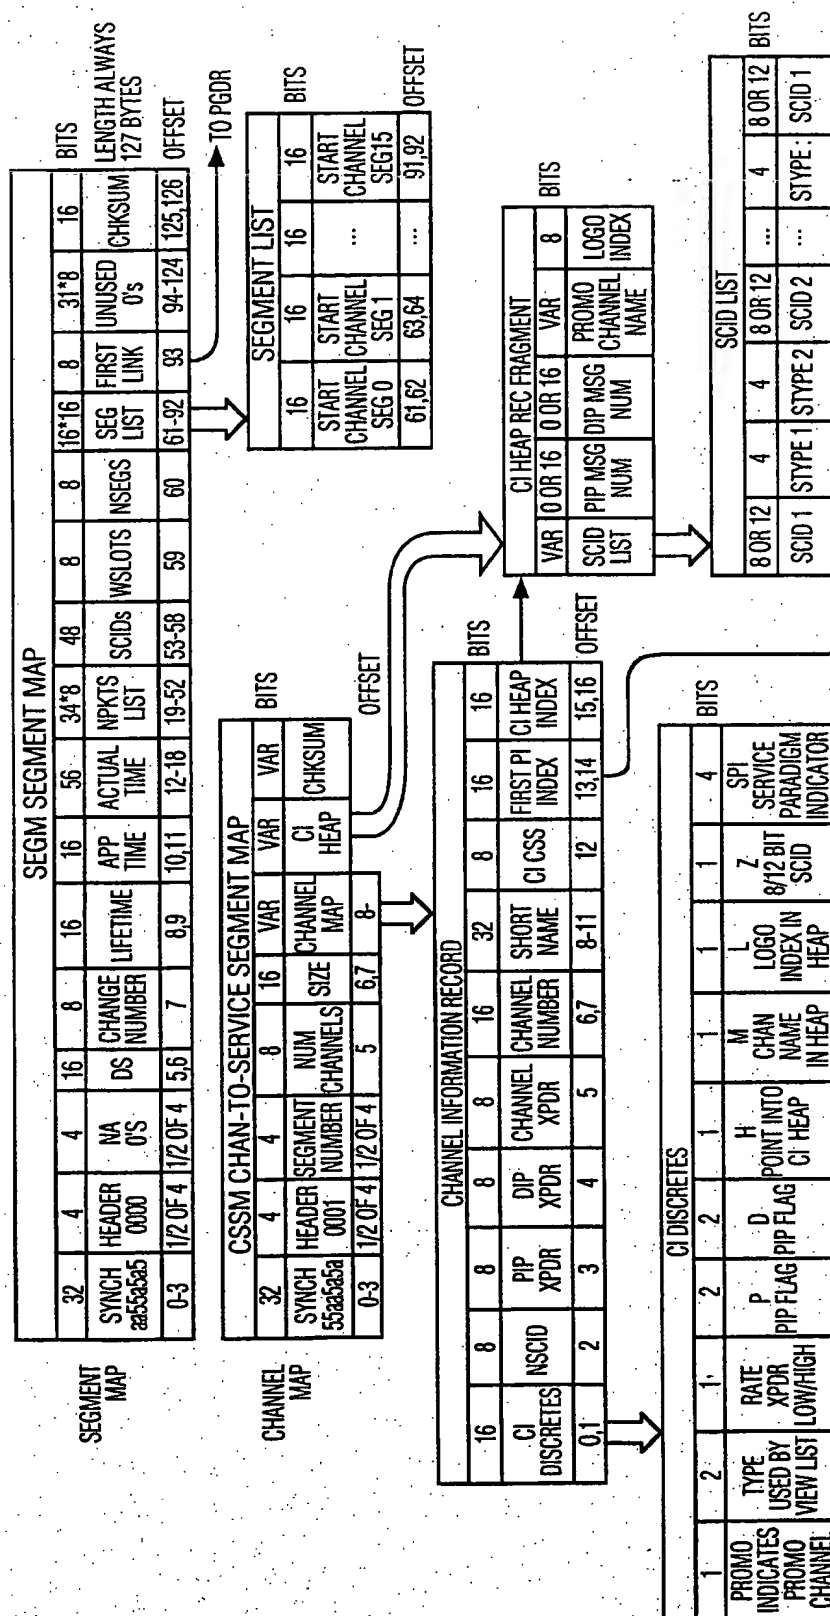 SEGMENT
MAP
SEGM SEGMENT MAP
32 4 4 16 8 16 16 56 34*8 48 8 8 16*16 8 31*8 16 BITS
SYNCH aa55a5a5 HEADER 0000 NA 0'S DS CHANGE NUMBER LIFETIME APP TIME ACTUAL TIME NPKTS LIST SCIDs WSLOTS NSEGS SEG LIST FIRST LINK UNUSED 0's CHKSUM LENGTH ALWAYS 127 BYTES
0-3 1/2 OF 4 1/2 OF 4 5,6 7 8,9 10,11 12-18 19-52 53-58 59 60 61-92 93 94-124 125,126 OFFSET
TO PGDR
CHANNEL
MAP
CSSM CHAN-TO-SERVICE SEGMENT MAP
32 4 4 8 16 VAR VAR VAR BITS
SYNCH 55aa5a5a HEADER 0001 SEGMENT NUMBER NUM CHANNELS SIZE CHANNEL MAP CI HEAP CHKSUM
0-3 1/2 OF 4 1/2 OF 4 5 6,7 8- OFFSET
SEGMENT LIST
16 16 16 16 BITS
START CHANNEL SEG 0 START CHANNEL SEG 1 ... START CHANNEL SEG15
61,62 63,64 ... 91,92 OFFSET
CHANNEL INFORMATION RECORD
16 8 8 8 8 16 32 8 16 16 BITS
CI DISCRETES NSCID PIP XPDR DIP XPDR CHANNEL XPDR CHANNEL NUMBER SHORT NAME CI CSS FIRST PI INDEX CI HEAP INDEX
0,1 2 3 4 5 6,7 8-11 12 13,14 15,16 OFFSET
CI HEAP REC FRAGMENT
VAR 0 OR 16 0 OR 16 VAR 8 BITS
SCID LIST PIP MSG NUM DIP MSG NUM PROMO CHANNEL NAME LOGO INDEX
CI DISCRETES
1 2 1 2 2 1 1 1 1 4 BITS
PROMO INDICATES PROMO CHANNEL TYPE USED BY VIEW LIST RATE XPDR LOW/HIGH P PIP FLAG D PIP FLAG H POINT INTO CI HEAP M CHAN NAME IN HEAP L LOGO INDEX IN HEAP Z 8/12 BIT SCID SPI SERVICE PARADIGM INDICATOR
SCID LIST
8 OR 12 4 4 8 OR 12 ... 4 8 OR 12 BITS
SCID 1 STYPE 1 STYPE 2 SCID 2 ... STYPE: SCID 1